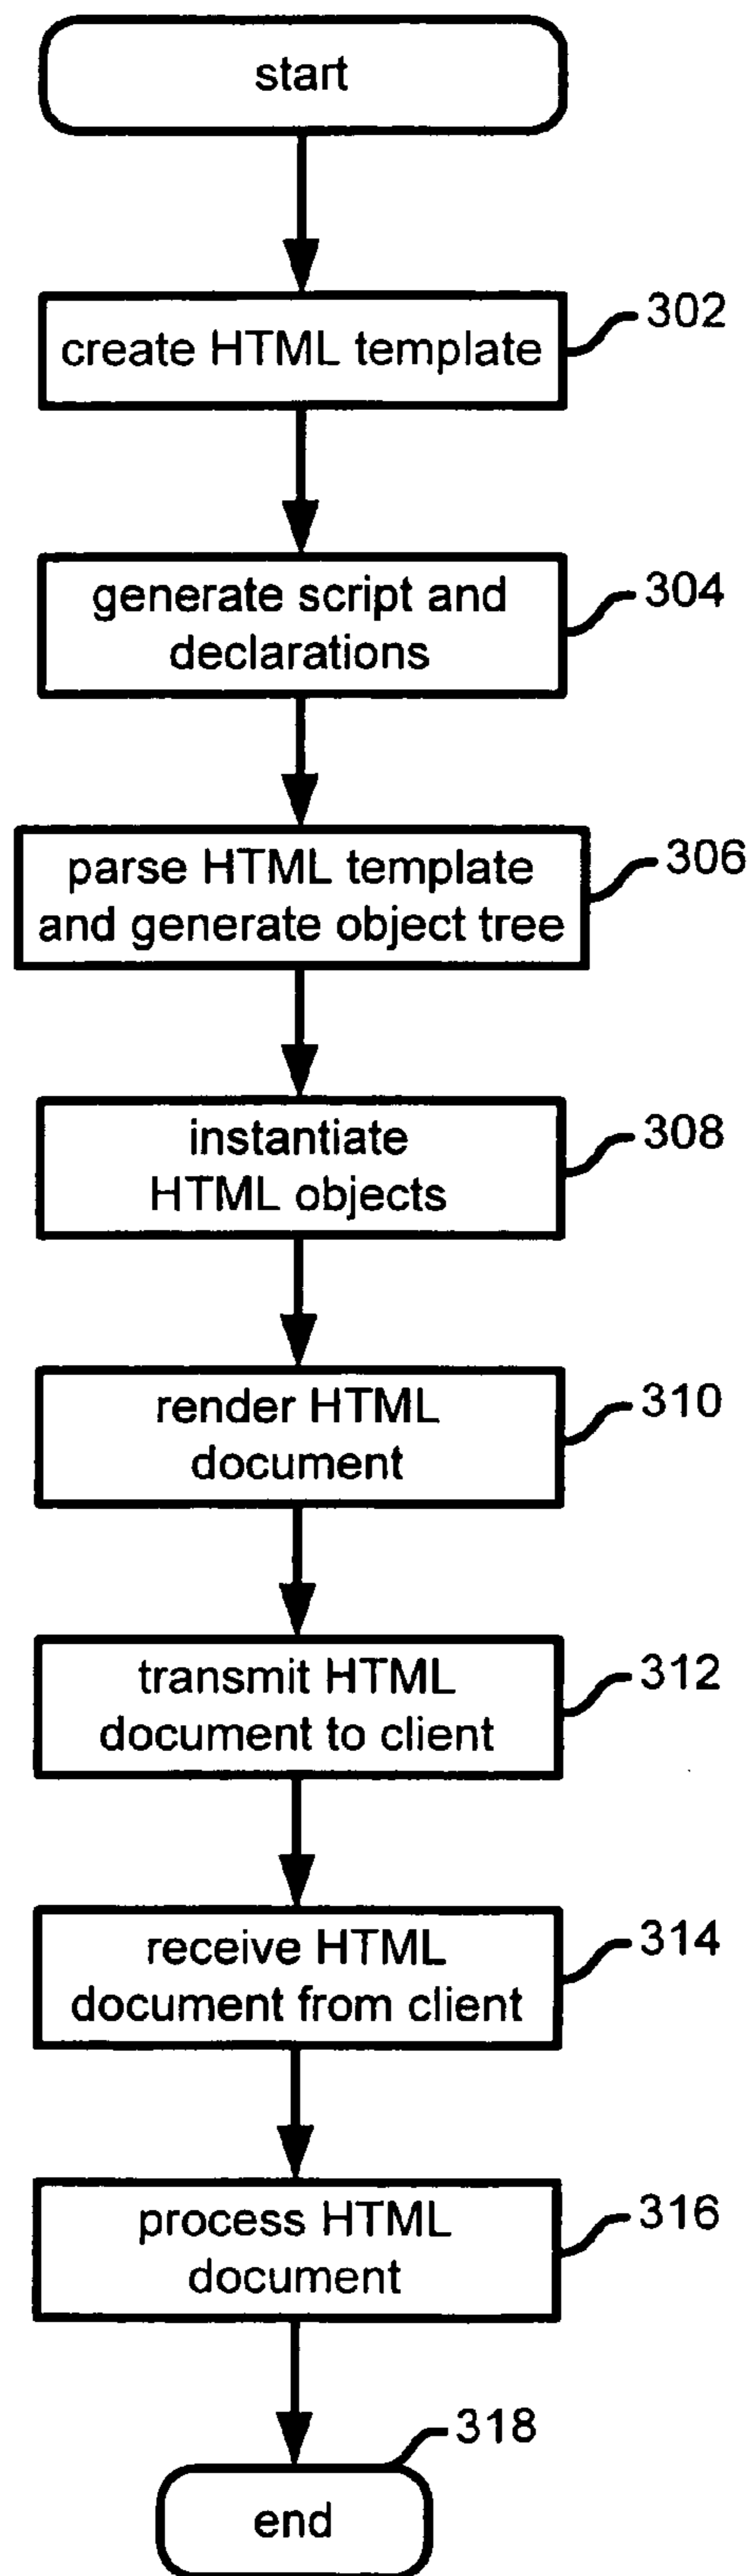 start
302
create HTML template
304
generate script and
declarations
306
parse HTML template
and generate object tree
308
instantiate
HTML objects
310
render HTML
document
312
transmit HTML
document to client
314
receive HTML
document from client
316
process HTML
document
318
end